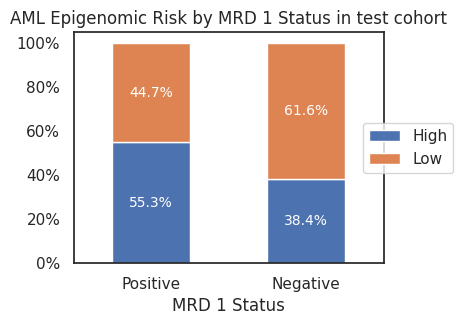 AML Epigenomic Risk by MRD 1 Status in test cohort
100%
80%
60%
40%
20%
0%
44.7%
55.3%
61.6%
38.4%
High
Low
Positive
Negative
MRD 1 Status